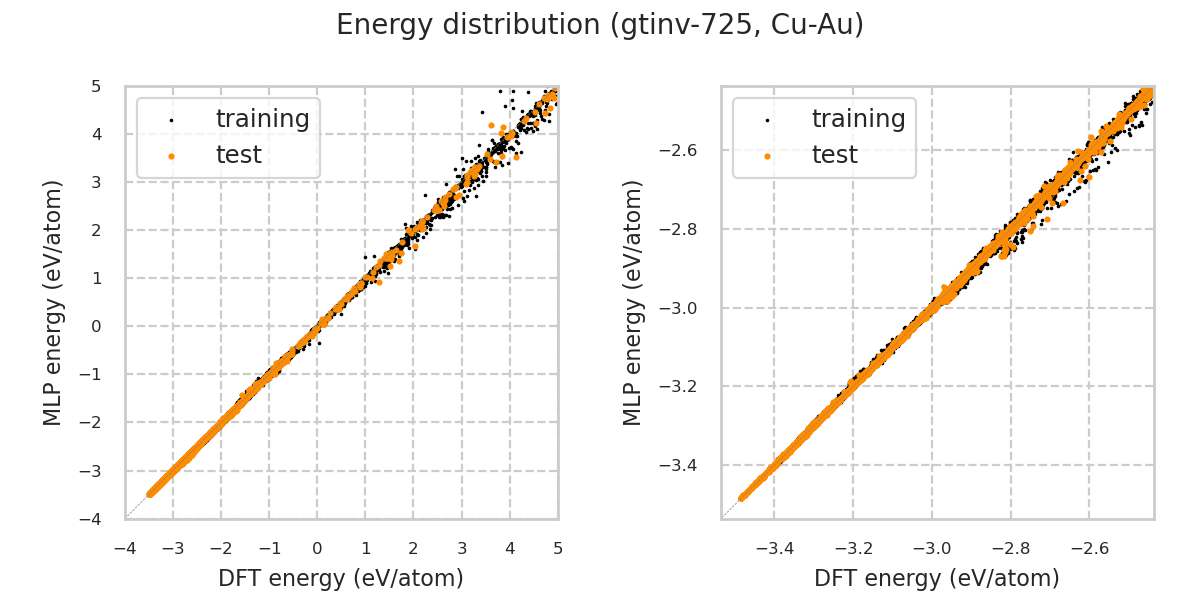 Energy distribution (gtinv-725, Cu-Au)
5
4
3
2
1
0
−1
−2
−3
−4
MLP energy (eV/atom)
training
test
−4 −3 −2 −1 0 1 2 3 4 5
DFT energy (eV/atom)
−2.6
−2.8
−3.0
−3.2
−3.4
MLP energy (eV/atom)
training
test
−3.4 −3.2 −3.0 −2.8 −2.6
DFT energy (eV/atom)